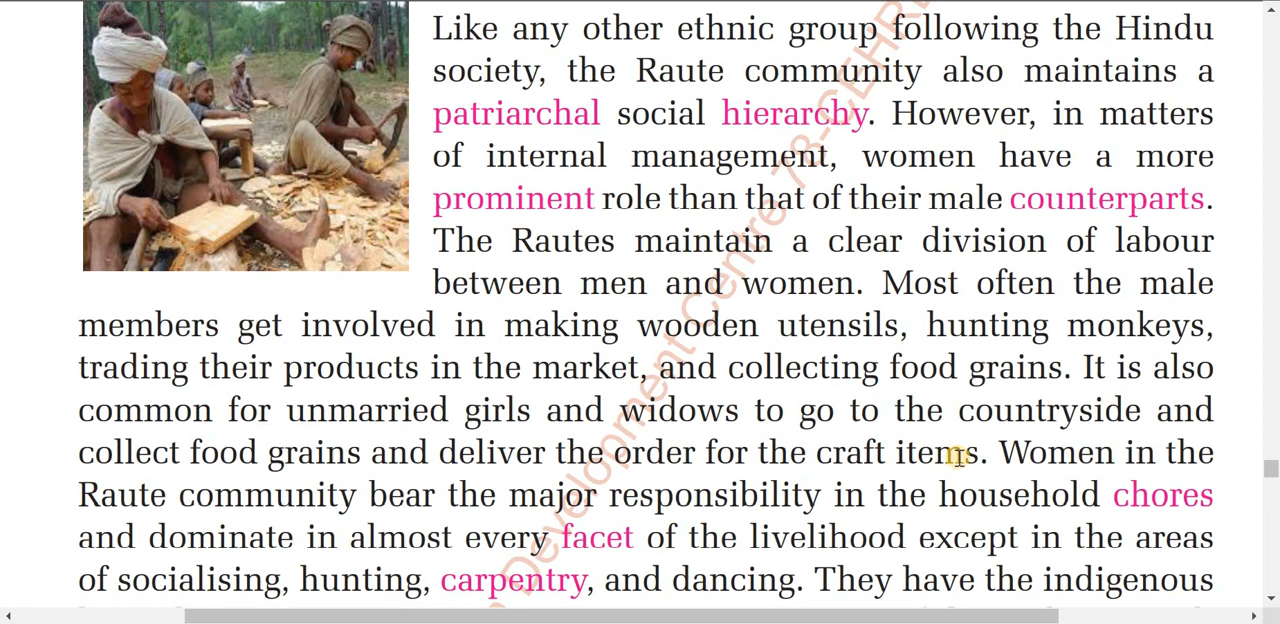 Like any other ethnic group following the Hindu
society, the Raute community also maintains a
patriarchal social hierarchy. However, in matters
of internal management, women have a more
prominent role than that of their male counterparts.
The Rautes maintain a clear division of labour
between men and women. Most often the male
members get involved in making wooden utensils, hunting monkeys,
trading their products in the market, and collecting food grains. It is also
common for unmarried girls and widows to go to the countryside and
collect food grains and deliver the order for the craft items. Women in the
Raute community bear the major responsibility in the household chores
and dominate in almost every facet of the livelihood except in the areas
of socialising, hunting, carpentry, and dancing. They have the indigenous
Development Centre